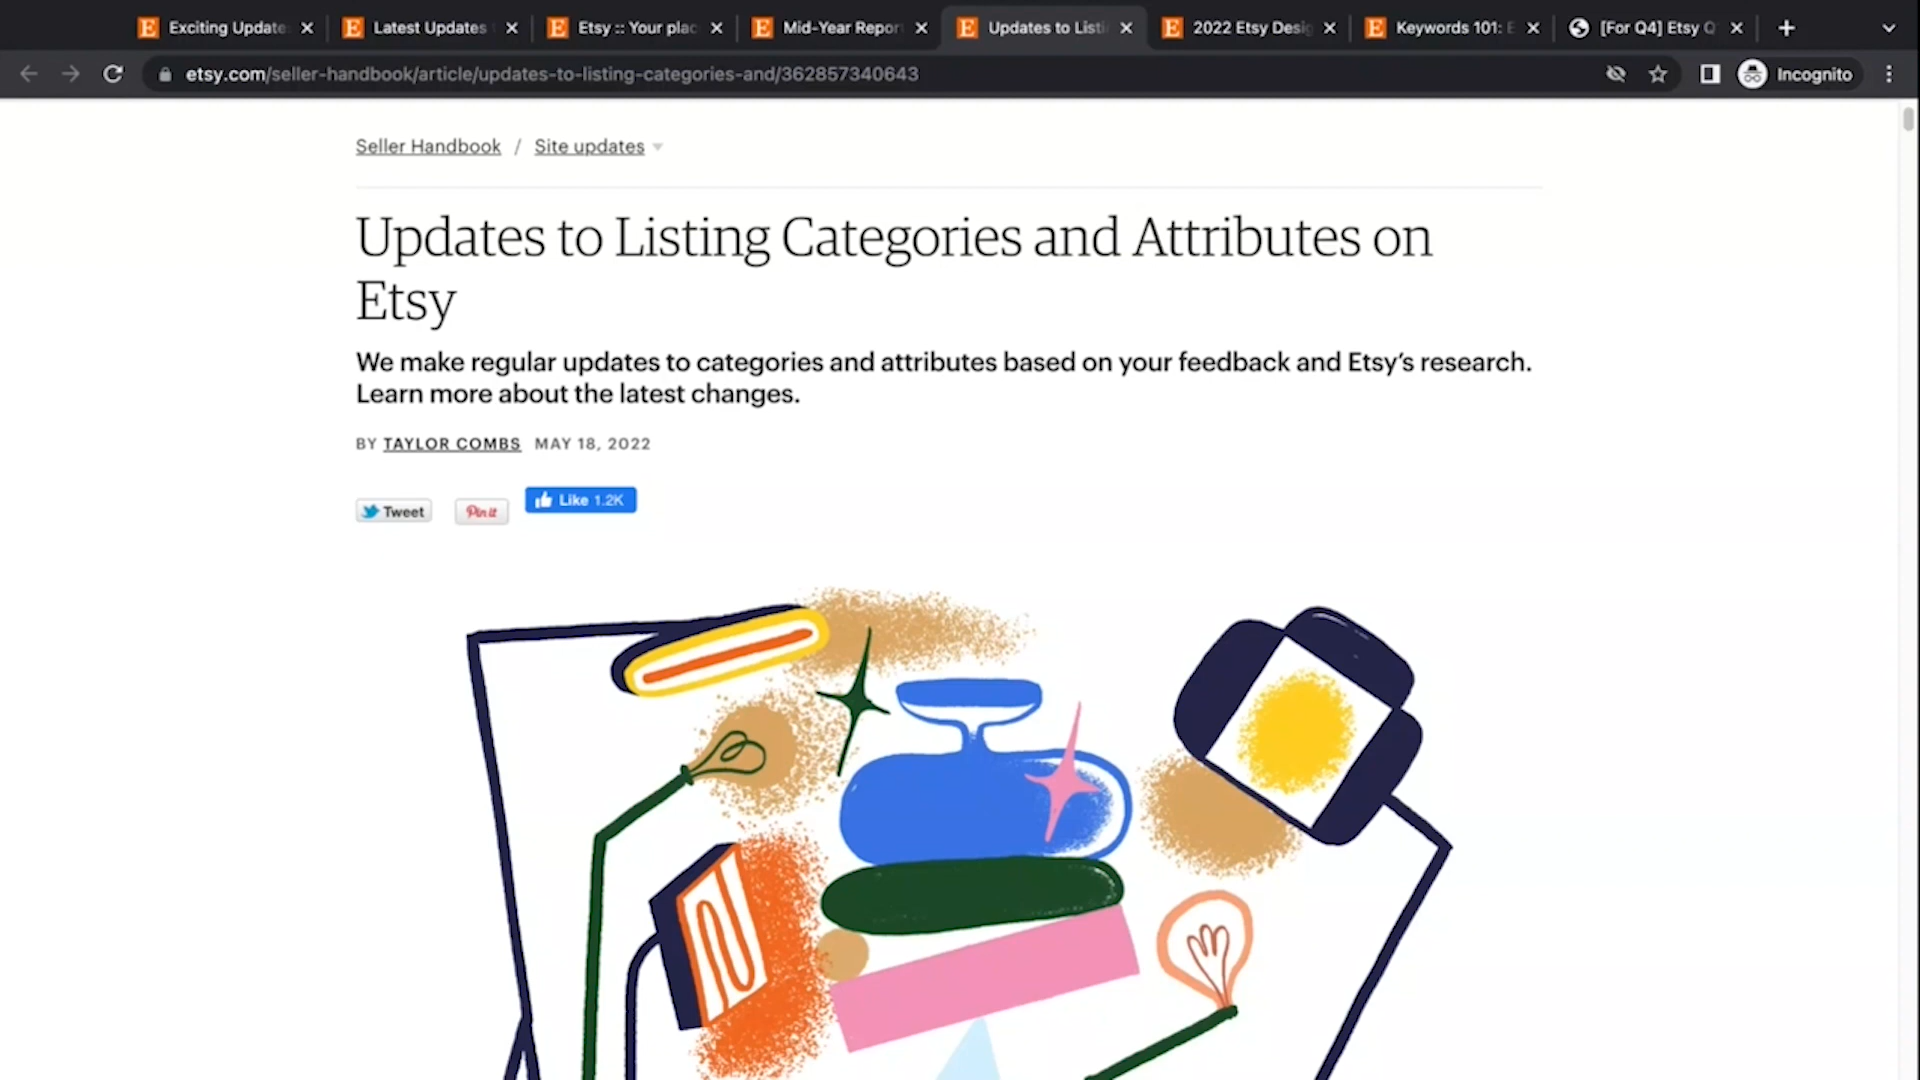 Exciting Update
Latest Updates
Etsy :: Your plac
Mid-Year Repor
Updates to Listi
2022 Etsy Desig
Keywords 101: E
[For Q4] Etsy Q
etsy.com/seller-handbook/article/updates-to-listing-categories-and/362857340643
Incognito
Seller Handbook / Site updates
Updates to Listing Categories and Attributes on
Etsy
We make regular updates to categories and attributes based on your feedback and Etsy’s research.
Learn more about the latest changes.
BY TAYLOR COMBS MAY 18, 2022
Tweet
Pin it
Like 1.2K